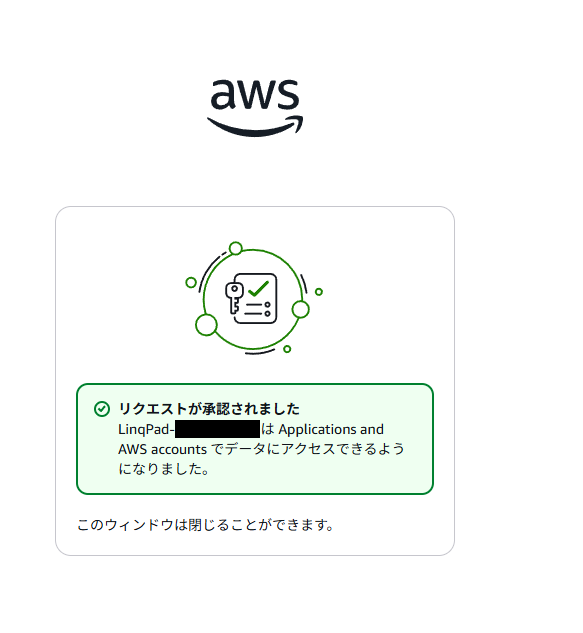 aws
リクエストが承認されました
LinqPad-は Applications and
AWS accounts でデータにアクセスできるよう
になりました。
このウィンドウは閉じることができます。